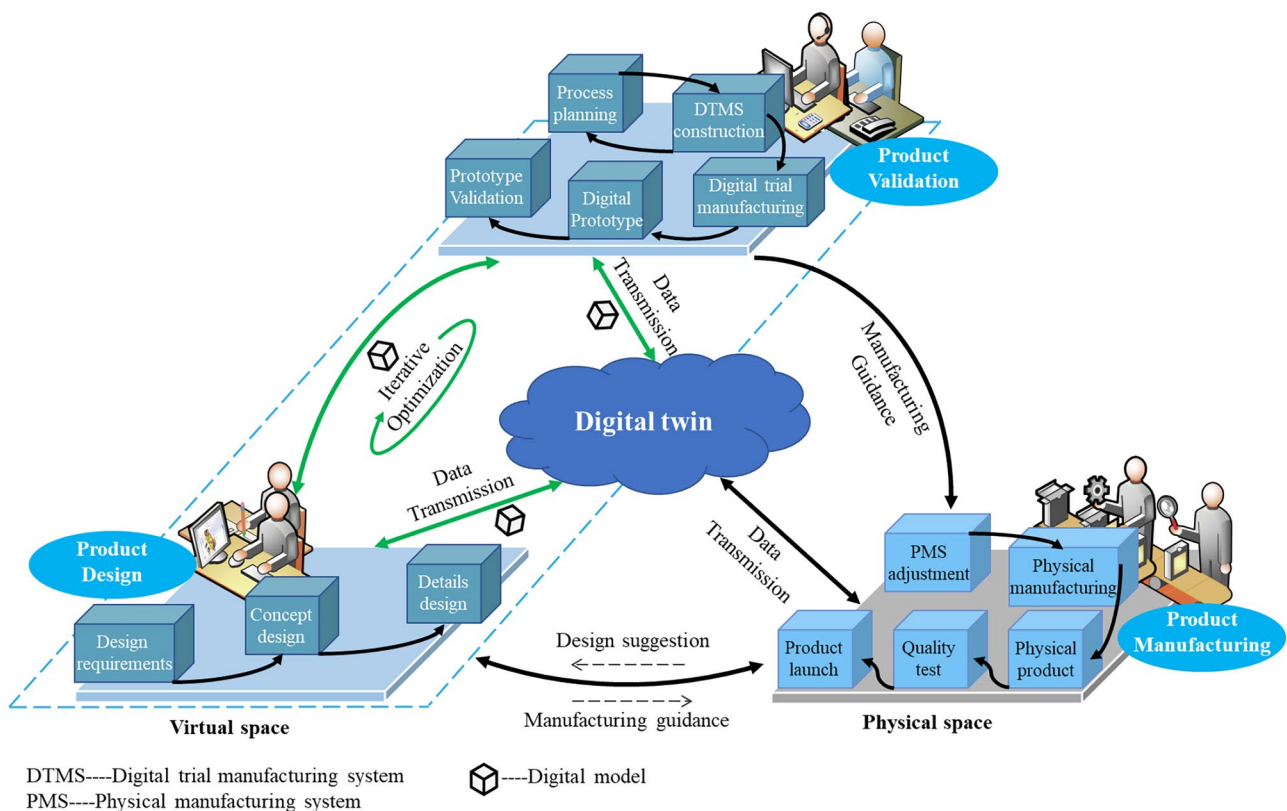 Process
planning
DTMS
construction
Product
Validation
Prototype
Validation
Digital
Prototype
Digital trial
manufacturing
Data
Transmission
Manufacturing
Guidance
Iterative
Optimization
Digital twin
Data
Transmission
Data
Transmission
Product
Design
Design
requirements
Concept
design
Details
design
PMS
adjustment
Physical
manufacturing
Product
Manufacturing
Product
launch
Quality
test
Physical
product
Design suggestion
Manufacturing guidance
Virtual space
Physical space
DTMS----Digital trial manufacturing system
----Digital model
PMS----Physical manufacturing system